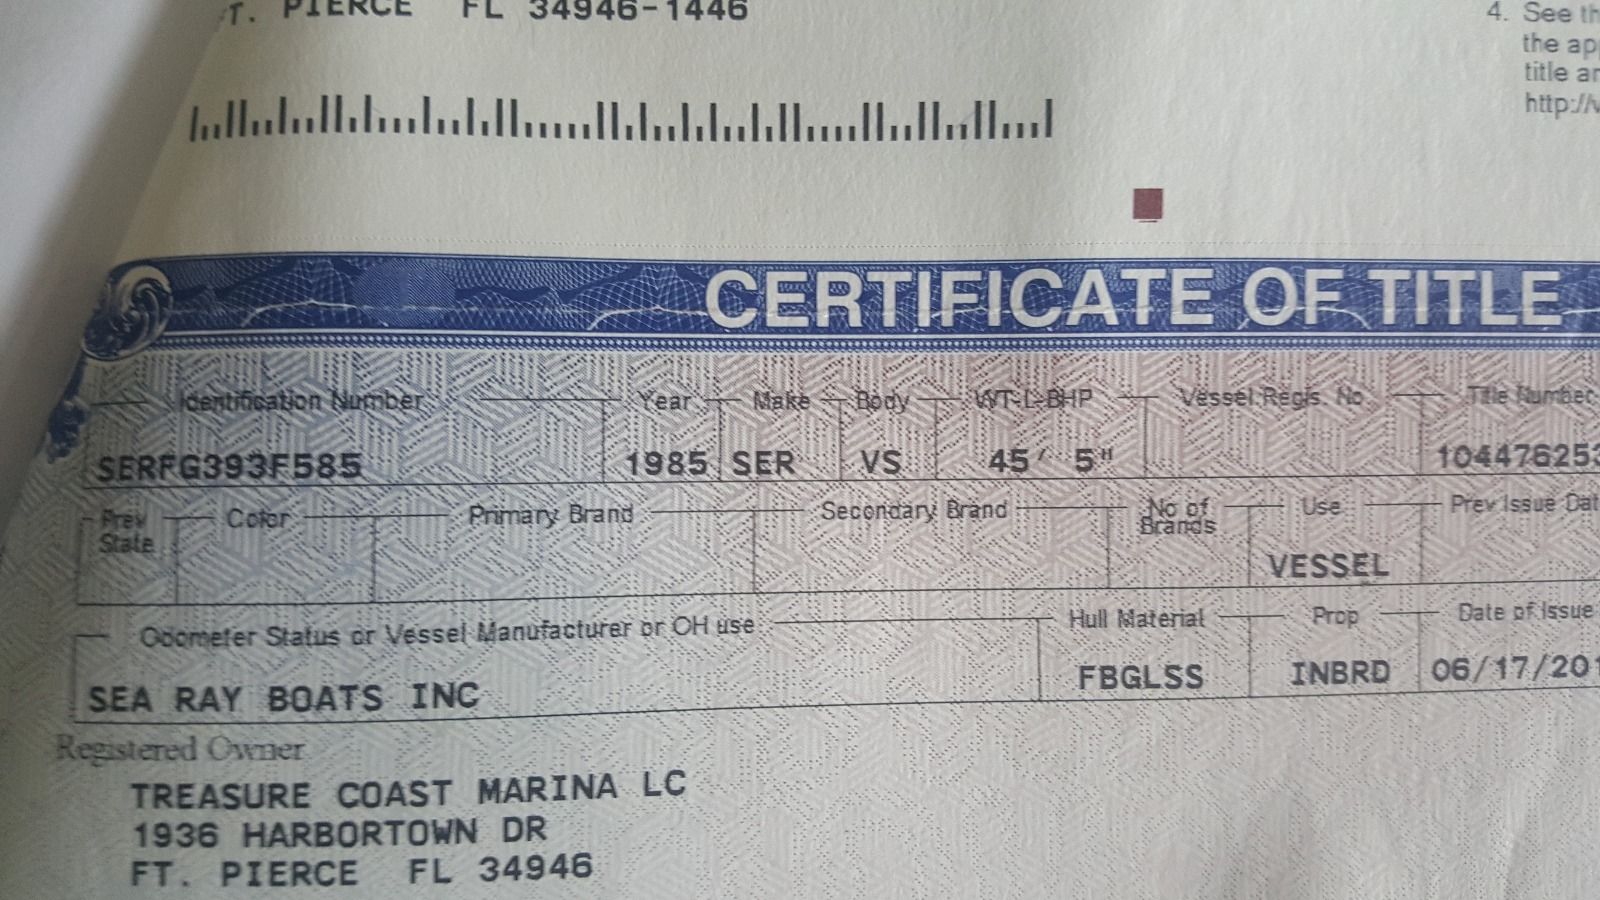 FT. PIERCE FL 34946-1446
4. See th
the ap
title an
http://
CERTIFICATE OF TITLE
Identification Number Year Make Body WT-L-BHP Vessel Regis. No Title Number
SERFG393F585 1985 SER VS 45' 5" 104476253
Prev State Color Primary Brand Secondary Brand No of Brands Use Prev Issue Dat
VESSEL
Odometer Status or Vessel Manufacturer or OH use Hull Material Prop Date of Issue
SEA RAY BOATS INC FBGLSS INBRD 06/17/201
Registered Owner
TREASURE COAST MARINA LC
1936 HARBORTOWN DR
FT. PIERCE FL 34946